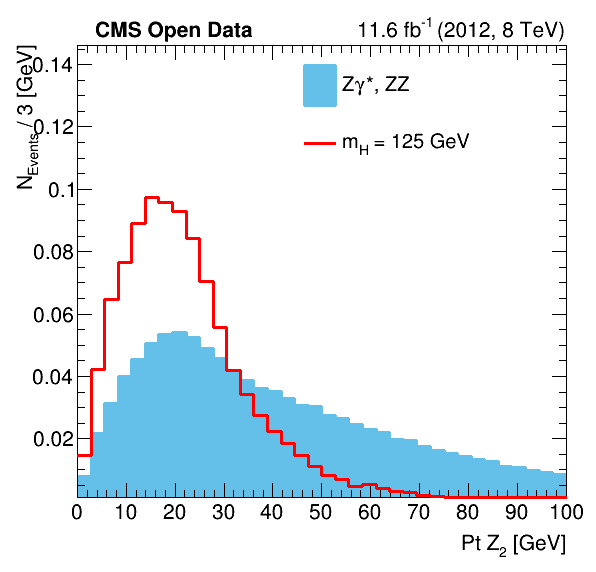 CMS Open Data 11.6 fb⁻¹ (2012, 8 TeV)
N_Events / 3 [GeV]
0.14
0.12
0.1
0.08
0.06
0.04
0.02
Zγ*, ZZ
m_H = 125 GeV
0 10 20 30 40 50 60 70 80 90 100
Pt Z₂ [GeV]